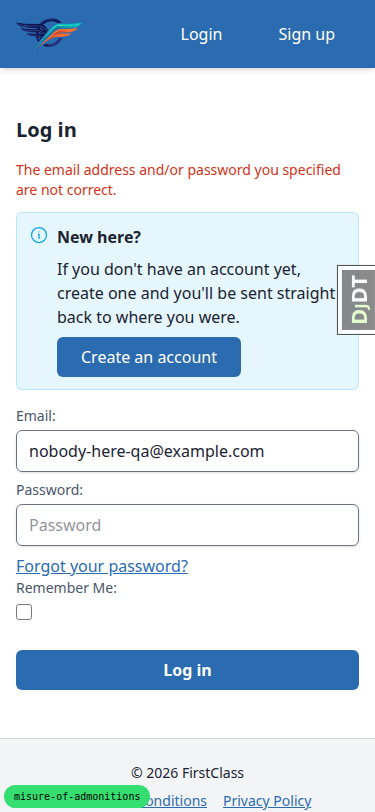 Login
Sign up
Log in
The email address and/or password you specified
are not correct.
New here?
If you don't have an account yet,
create one and you'll be sent straight
back to where you were.
Create an account
DJDT
Email:
nobody-here-qa@example.com
Password:
Password
Forgot your password?
Remember Me:
Log in
© 2026 FirstClass
onditions Privacy Policy
misure-of-admonitions